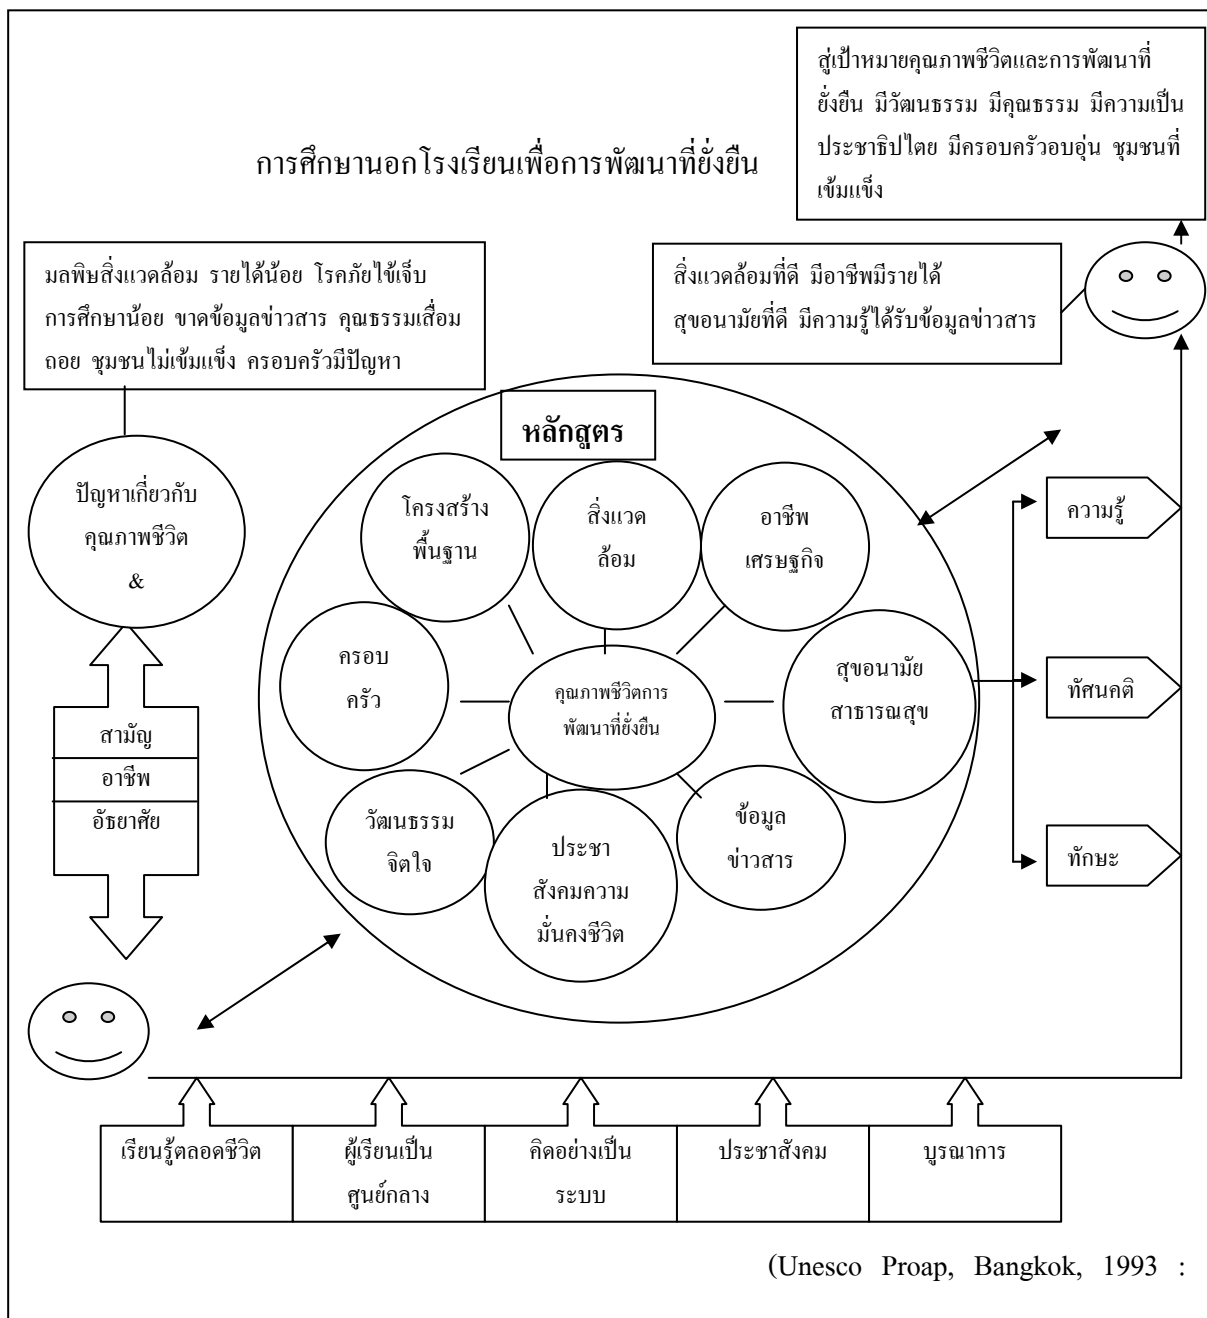 สู่เป้าหมายคุณภาพชีวิตและการพัฒนาที่
ยั่งยืน มีวัฒนธรรม มีคุณธรรม มีความเป็น
ประชาธิปไตย มีครอบครัวอบอุ่น ชุมชนที่
เข้มแข็ง
การศึกษานอกโรงเรียนเพื่อการพัฒนาที่ยั่งยืน
มลพิษสิ่งแวดล้อม รายได้น้อย โรคภัยไข้เจ็บ
การศึกษาน้อย ขาดข้อมูลข่าวสาร คุณธรรมเสื่อม
ถอย ชุมชนไม่เข้มแข็ง ครอบครัวมีปัญหา
สิ่งแวดล้อมที่ดี มีอาชีพมีรายได้
สุขอนามัยที่ดี มีความรู้ได้รับข้อมูลข่าวสาร
หลักสูตร
ปัญหาเกี่ยวกับ
คุณภาพชีวิต
&
โครงสร้าง
พื้นฐาน
สิ่งแวด
ล้อม
อาชีพ
เศรษฐกิจ
ความรู้
ครอบ
ครัว
คุณภาพชีวิตการ
พัฒนาที่ยั่งยืน
สุขอนามัย
สาธารณสุข
ทัศนคติ
สามัญ
อาชีพ
อัธยาศัย
วัฒนธรรม
จิตใจ
ประชา
สังคมความ
มั่นคงชีวิต
ข้อมูล
ข่าวสาร
ทักษะ
เรียนรู้ตลอดชีวิต
ผู้เรียนเป็น
ศูนย์กลาง
คิดอย่างเป็น
ระบบ
ประชาสังคม
บูรณาการ
(Unesco Proap, Bangkok, 1993 :